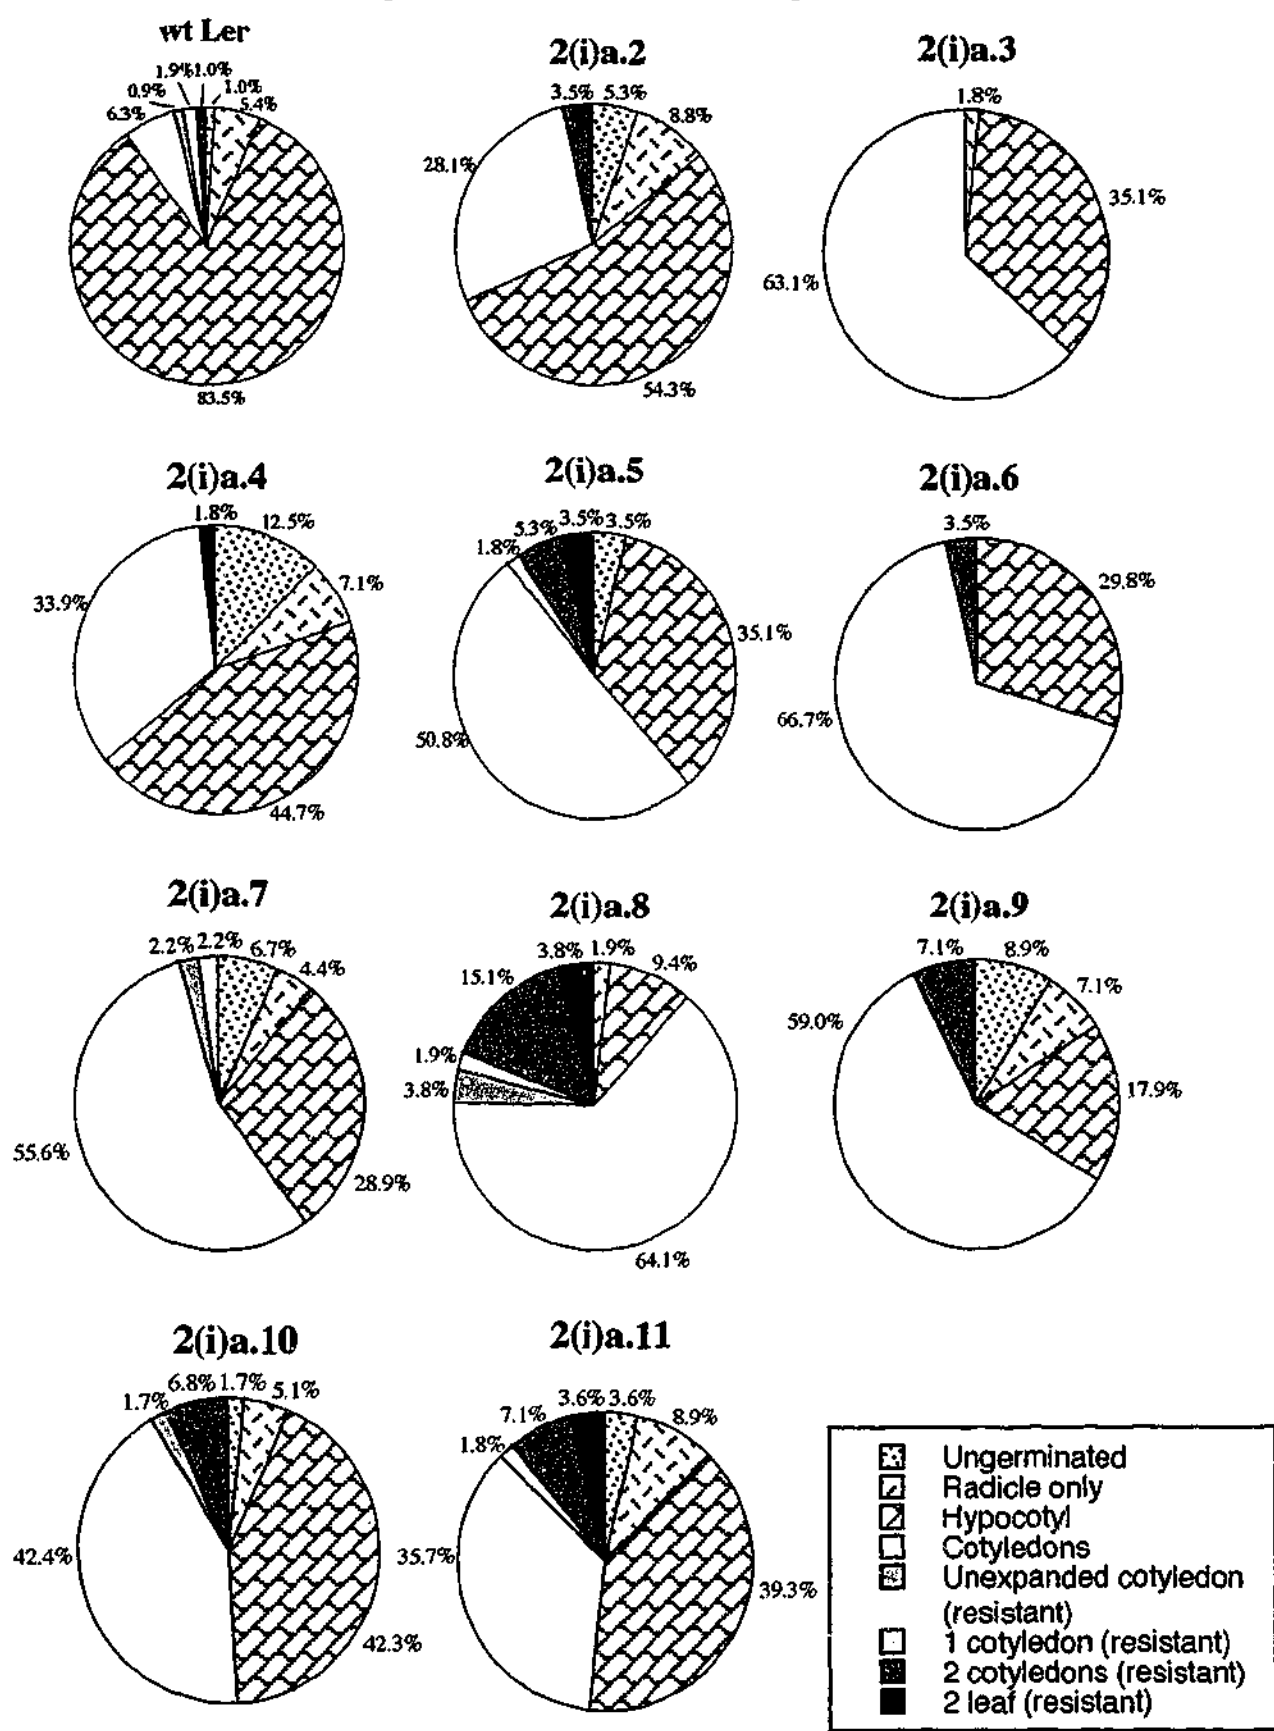 wt Ler
1.9% 1.0%
0.9% 1.0%
6.3% 5.4%
83.5%
2(i)a.2
3.5% 5.3%
8.8%
28.1%
54.3%
2(i)a.3
1.8%
35.1%
63.1%
2(i)a.4
1.8% 12.5%
7.1%
33.9%
44.7%
2(i)a.5
5.3% 3.5% 3.5%
1.8%
35.1%
50.8%
2(i)a.6
3.5%
29.8%
66.7%
2(i)a.7
2.2% 2.2% 6.7%
4.4%
55.6%
28.9%
2(i)a.8
3.8% 1.9%
15.1% 9.4%
1.9%
3.8%
64.1%
2(i)a.9
7.1% 8.9%
7.1%
59.0%
17.9%
2(i)a.10
1.7% 6.8% 1.7% 5.1%
42.4%
42.3%
2(i)a.11
7.1% 3.6% 3.6% 8.9%
1.8%
35.7%
39.3%
Ungerminated
Radicle only
Hypocotyl
Cotyledons
Unexpanded cotyledon
(resistant)
1 cotyledon (resistant)
2 cotyledons (resistant)
2 leaf (resistant)